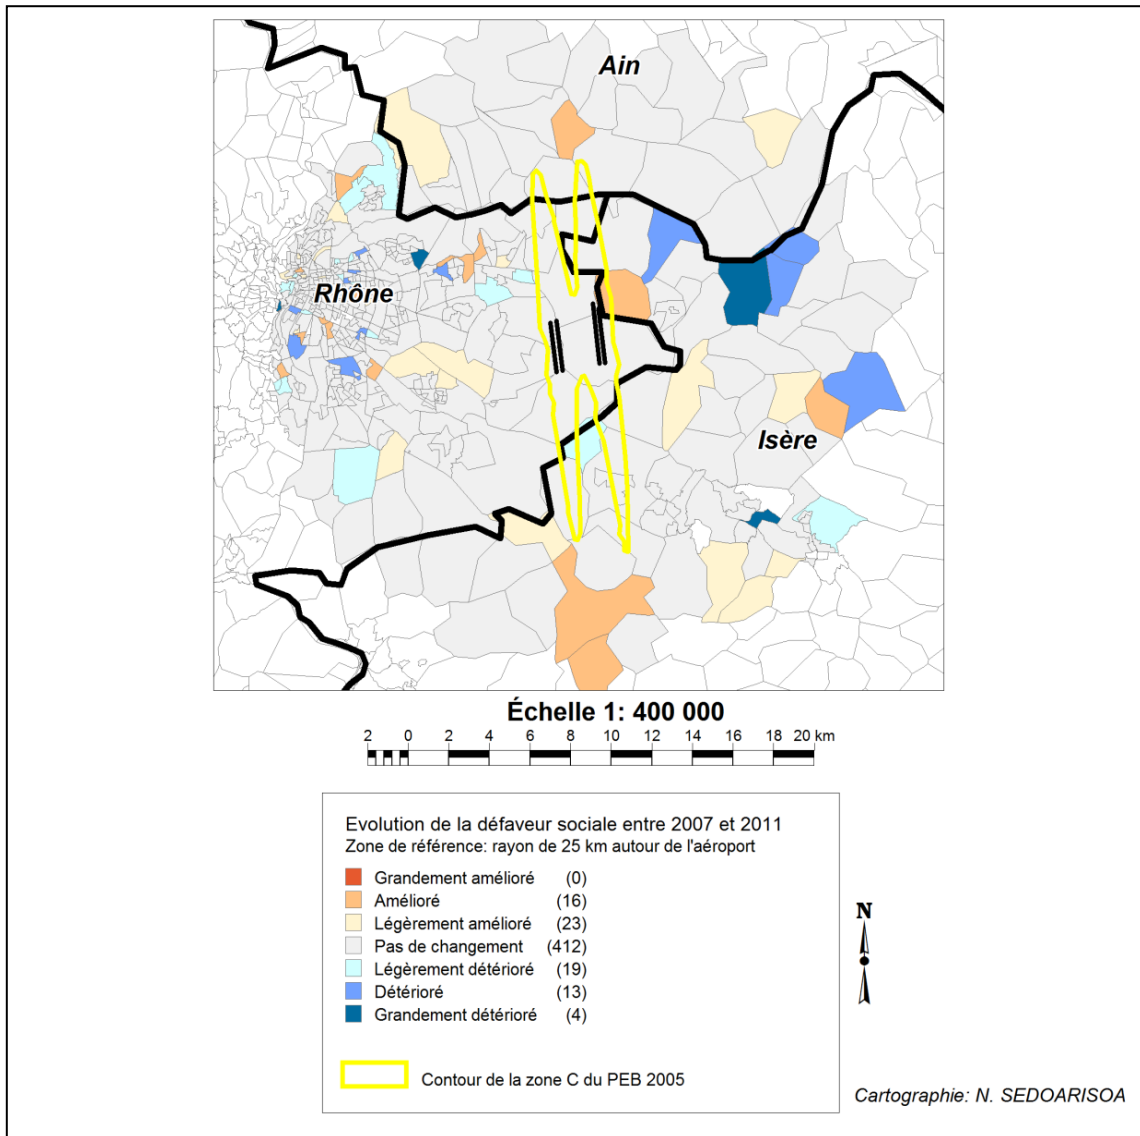 Ain
Rhône
Isère
Échelle 1: 400 000
2 0 2 4 6 8 10 12 14 16 18 20 km
Evolution de la défaveur sociale entre 2007 et 2011
Zone de référence: rayon de 25 km autour de l'aéroport
Grandement amélioré (0)
Amélioré (16)
Légèrement amélioré (23)
Pas de changement (412)
Légèrement détérioré (19)
Détérioré (13)
Grandement détérioré (4)
N
Contour de la zone C du PEB 2005
Cartographie: N. SEDOARISOA